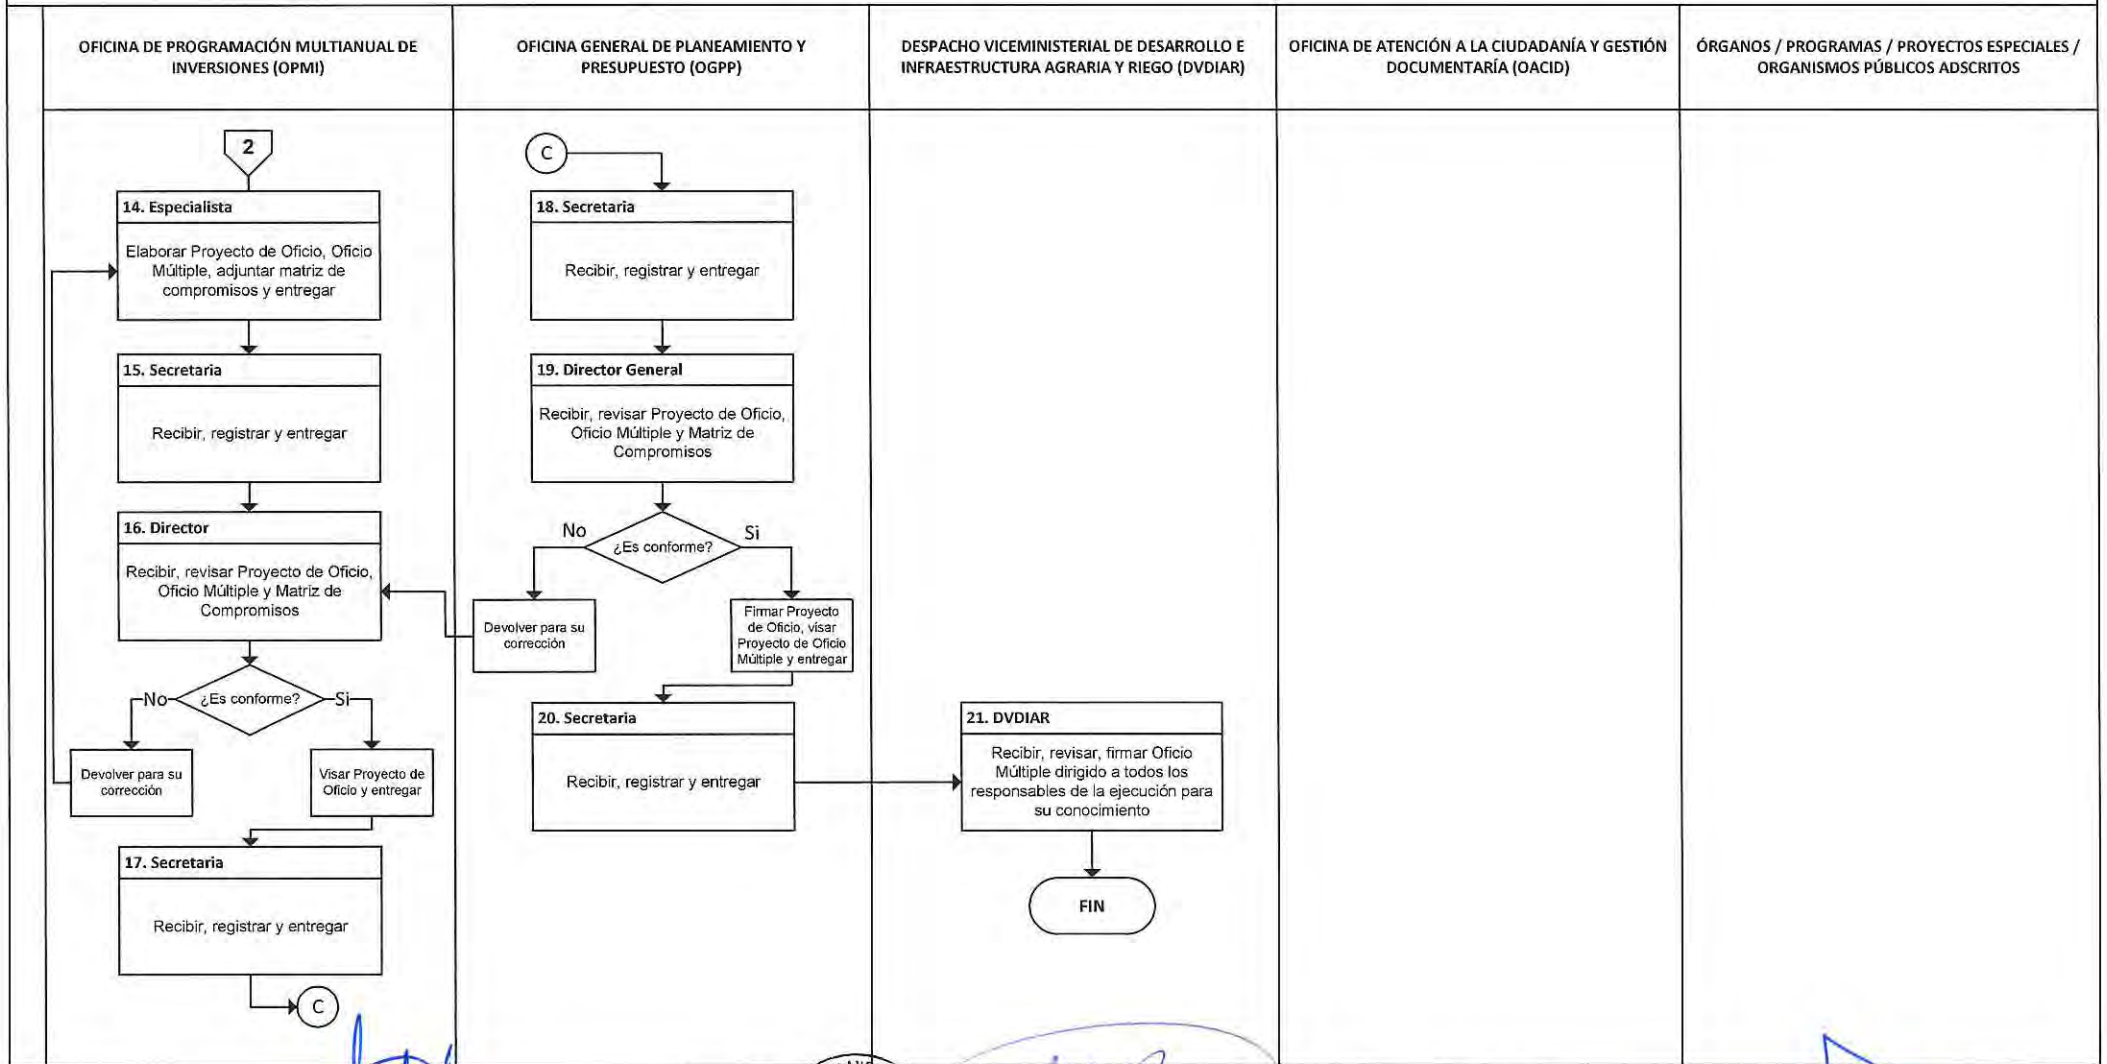 OFICINA DE PROGRAMACIÓN MULTIANUAL DE
INVERSIONES (OPMI)
OFICINA GENERAL DE PLANEAMIENTO Y
PRESUPUESTO (OGPP)
DESPACHO VICEMINISTERIAL DE DESARROLLO E
INFRAESTRUCTURA AGRARIA Y RIEGO (DVDIAR)
OFICINA DE ATENCIÓN A LA CIUDADANÍA Y GESTIÓN
DOCUMENTARÍA (OACID)
ÓRGANOS / PROGRAMAS / PROYECTOS ESPECIALES /
ORGANISMOS PÚBLICOS ADSCRITOS
2
14. Especialista
Elaborar Proyecto de Oficio, Oficio
Múltiple, adjuntar matriz de
compromisos y entregar
15. Secretaria
Recibir, registrar y entregar
16. Director
Recibir, revisar Proyecto de Oficio,
Oficio Múltiple y Matriz de
Compromisos
¿Es conforme?
No
Si
Devolver para su
corrección
Visar Proyecto de
Oficio y entregar
17. Secretaria
Recibir, registrar y entregar
C
C
18. Secretaria
Recibir, registrar y entregar
19. Director General
Recibir, revisar Proyecto de Oficio,
Oficio Múltiple y Matriz de
Compromisos
No
¿Es conforme?
Si
Devolver para su
corrección
Firmar Proyecto
de Oficio, visar
Proyecto de Oficio
Múltiple y entregar
20. Secretaria
Recibir, registrar y entregar
21. DVDIAR
Recibir, revisar, firmar Oficio
Múltiple dirigido a todos los
responsables de la ejecución para
su conocimiento
FIN